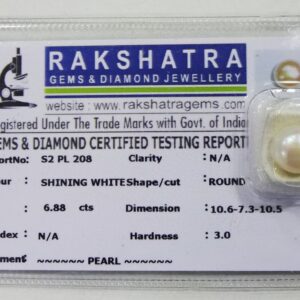 RAKSHATRA
GEMS & DIAMOND JEWELLERY
website : www.rakshatragems.com
gistered Under The Trade Marks with Govt. of India
EMS & DIAMOND CERTIFIED TESTING REPORT
ortNo: S2 PL 208 Clarity : N/A
ur : SHINING WHITE Shape/cut : ROUND
6.88 cts Dimension : 10.6-7.3-10.5
ndex : N/A Hardness : 3.0
ment : ~~~~~~ PEARL ~~~~~~